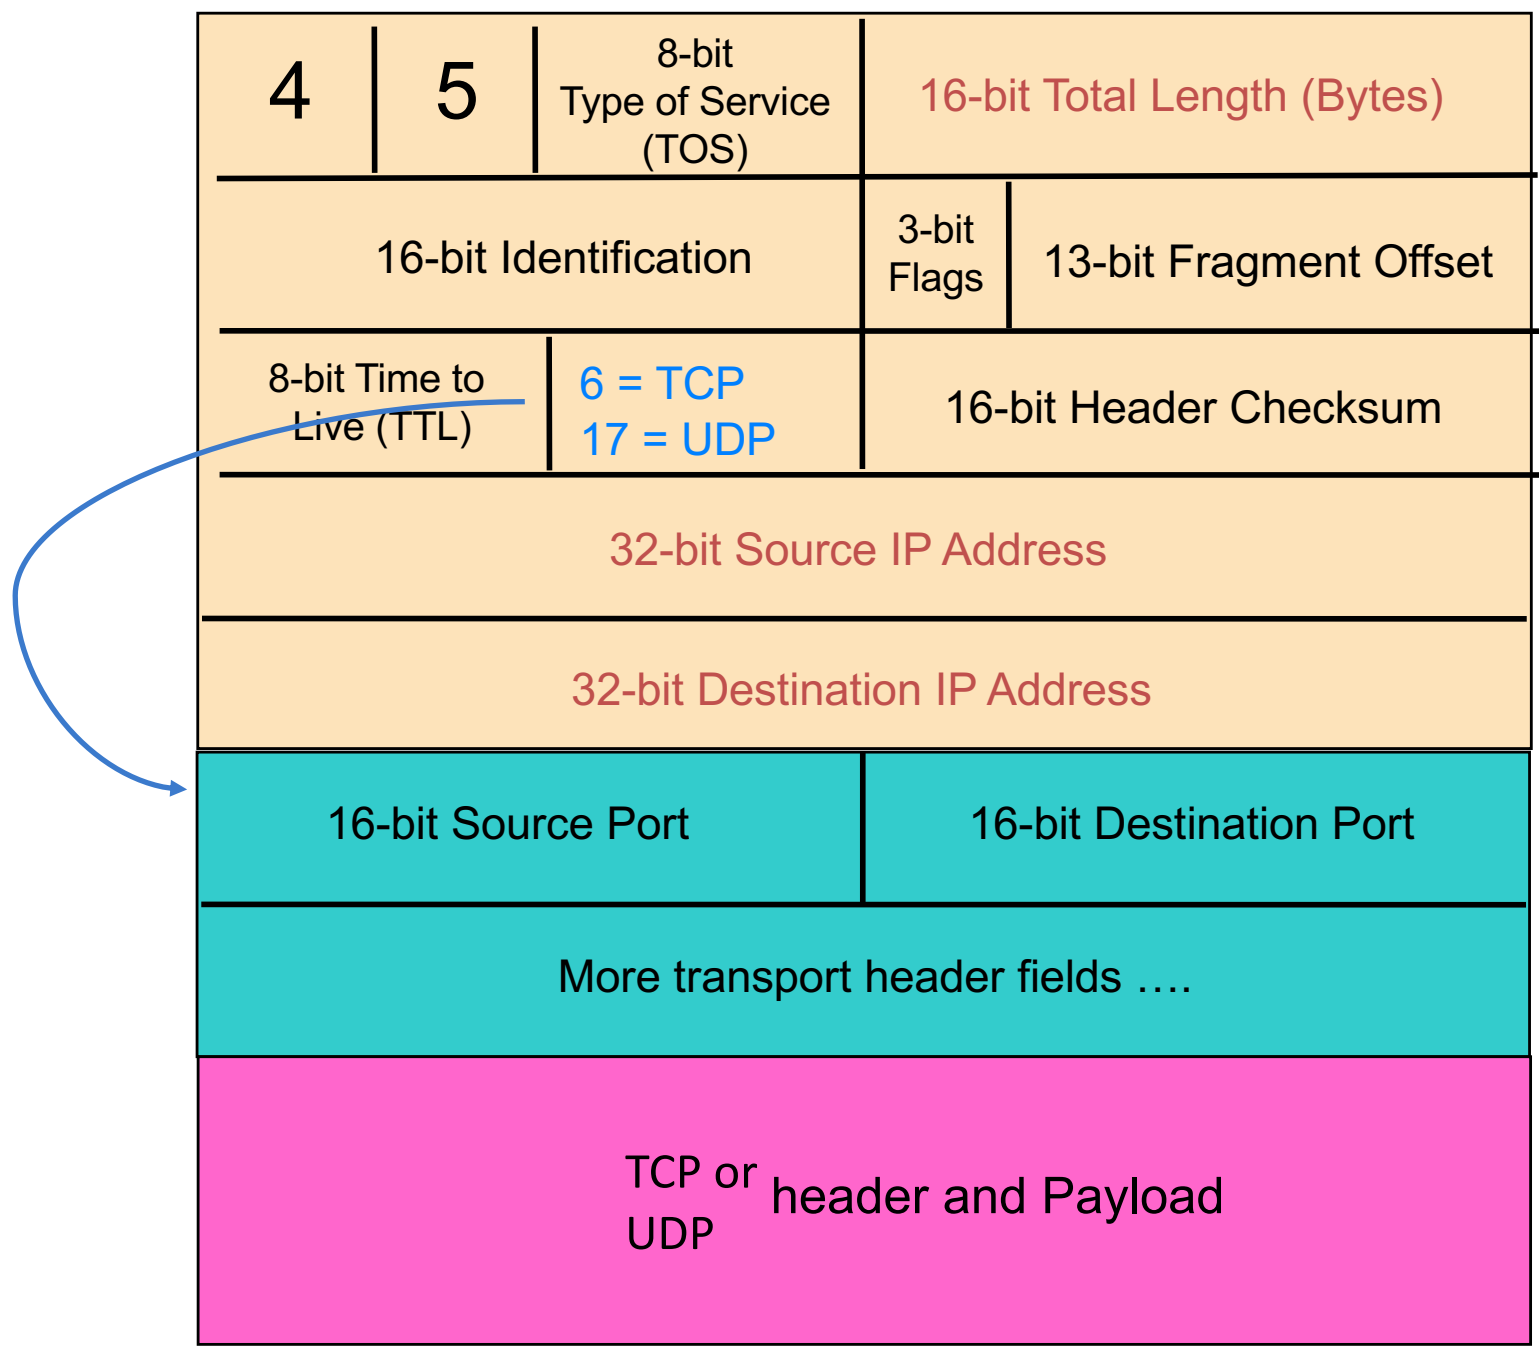 4
5
8-bit
Type of Service
(TOS)
16-bit Total Length (Bytes)
16-bit Identification
3-bit
Flags
13-bit Fragment Offset
8-bit Time to
Live (TTL)
6 = TCP
17 = UDP
16-bit Header Checksum
32-bit Source IP Address
32-bit Destination IP Address
16-bit Source Port
16-bit Destination Port
More transport header fields ….
TCP or
UDP
header and Payload